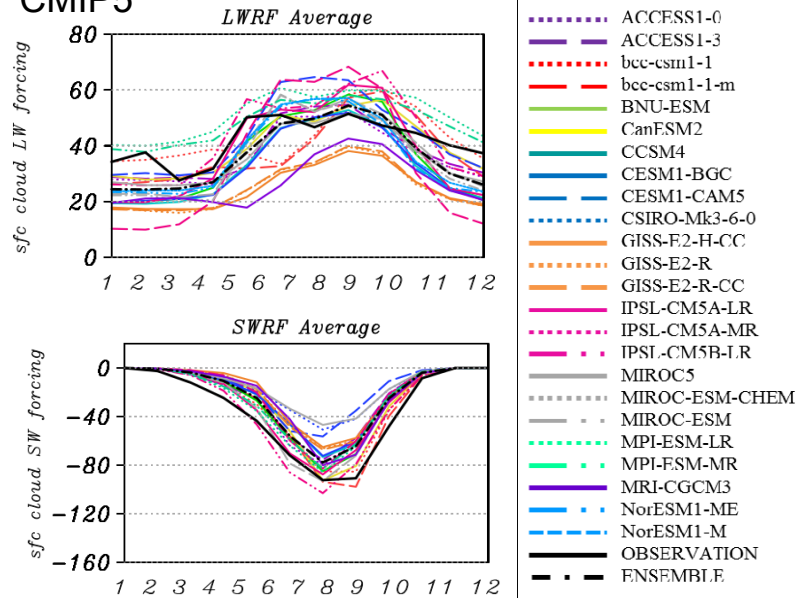 CMIP5
LWRF Average
sfc cloud LW forcing
80
60
40
20
0
1 2 3 4 5 6 7 8 9 10 11 12
SWRF Average
sfc cloud SW forcing
0
-40
-80
-120
-160
1 2 3 4 5 6 7 8 9 10 11 12
ACCESS1-0
ACCESS1-3
bcc-csm1-1
bcc-csm1-1-m
BNU-ESM
CanESM2
CCSM4
CESM1-BGC
CESM1-CAM5
CSIRO-Mk3-6-0
GISS-E2-H-CC
GISS-E2-R
GISS-E2-R-CC
IPSL-CM5A-LR
IPSL-CM5A-MR
IPSL-CM5B-LR
MIROC5
MIROC-ESM-CHEM
MIROC-ESM
MPI-ESM-LR
MPI-ESM-MR
MRI-CGCM3
NorESM1-ME
NorESM1-M
OBSERVATION
ENSEMBLE